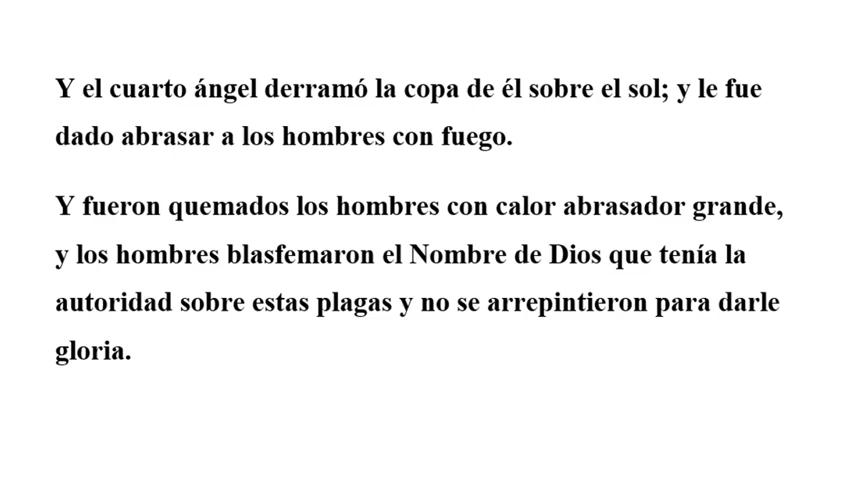 Y el cuarto ángel derramó la copa de él sobre el sol; y le fue
dado abrasar a los hombres con fuego.
Y fueron quemados los hombres con calor abrasador grande,
y los hombres blasfemaron el Nombre de Dios que tenía la
autoridad sobre estas plagas y no se arrepintieron para darle
gloria.